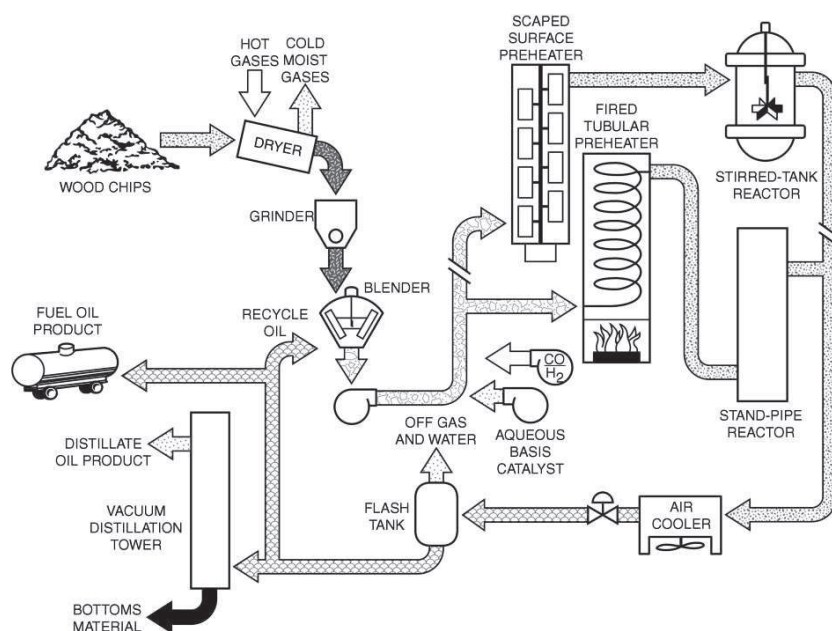 HOT
GASES
COLD
MOIST
GASES
SCAPED
SURFACE
PREHEATER
FIRED
TUBULAR
PREHEATER
DRYER
WOOD CHIPS
STIRRED-TANK
REACTOR
GRINDER
BLENDER
RECYCLE
OIL
FUEL OIL
PRODUCT
CO
H2
STAND-PIPE
REACTOR
OFF GAS
AND WATER
AQUEOUS
BASIS
CATALYST
DISTILLATE
OIL PRODUCT
VACUUM
DISTILLATION
TOWER
FLASH
TANK
AIR
COOLER
BOTTOMS
MATERIAL